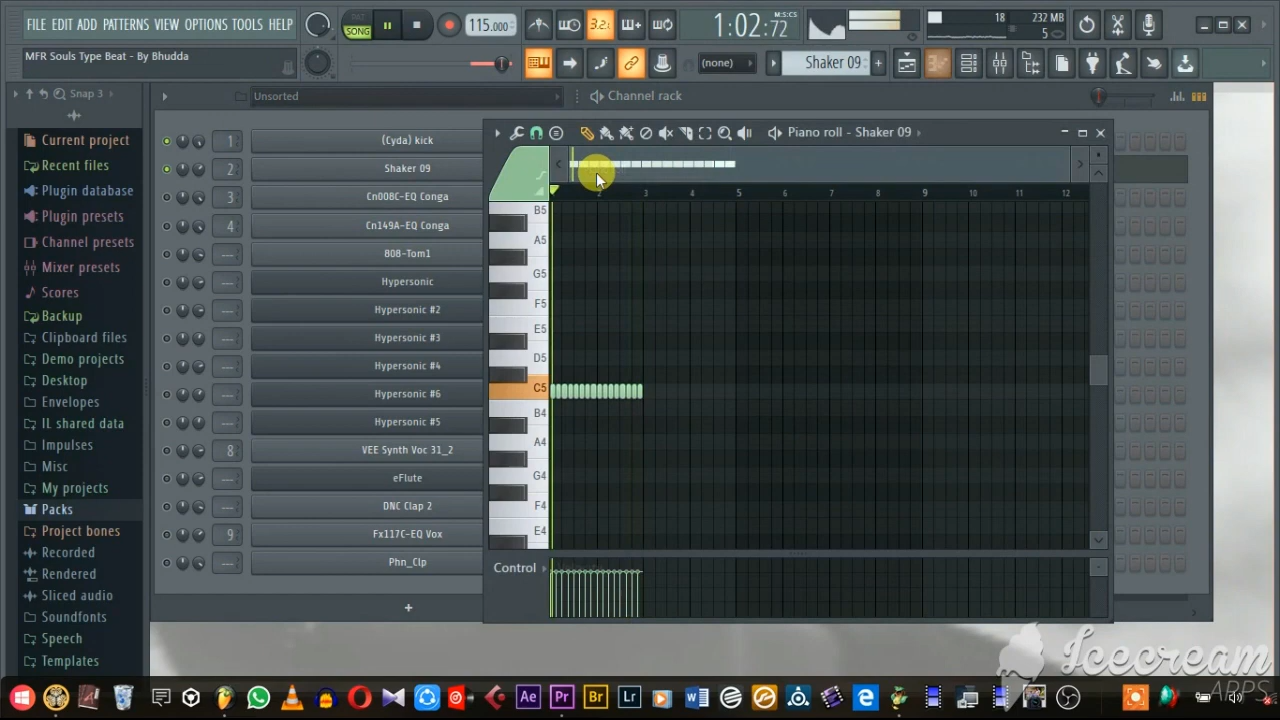 FILE EDIT ADD PATTERNS VIEW OPTIONS TOOLS HELP
SONG
115.000
3.2.
1:02:72
M:S:CS
18
232 MB
5
MFR Souls Type Beat - By Bhudda
(none)
Shaker 09
Snap 3
Unsorted
Channel rack
Current project
Recent files
Plugin database
Plugin presets
Channel presets
Mixer presets
Scores
Backup
Clipboard files
Demo projects
Desktop
Envelopes
IL shared data
Impulses
Misc
My projects
Packs
Project bones
Recorded
Rendered
Sliced audio
Soundfonts
Speech
Templates
1 (Cyda) kick
2 Shaker 09
3 Cn008C-EQ Conga
4 Cn149A-EQ Conga
--- 808-Tom1
--- Hypersonic
--- Hypersonic #2
--- Hypersonic #3
--- Hypersonic #4
--- Hypersonic #6
--- Hypersonic #5
8 VEE Synth Voc 31_2
--- eFlute
--- DNC Clap 2
9 Fx117C-EQ Vox
--- Phn_Clp
+
Piano roll - Shaker 09
2 3 4 5 6 7 8 9 10 11 12
B5
A5
G5
F5
E5
D5
C5
B4
A4
G4
F4
E4
Control
Icecream
APPS
Ae Pr Br Lr